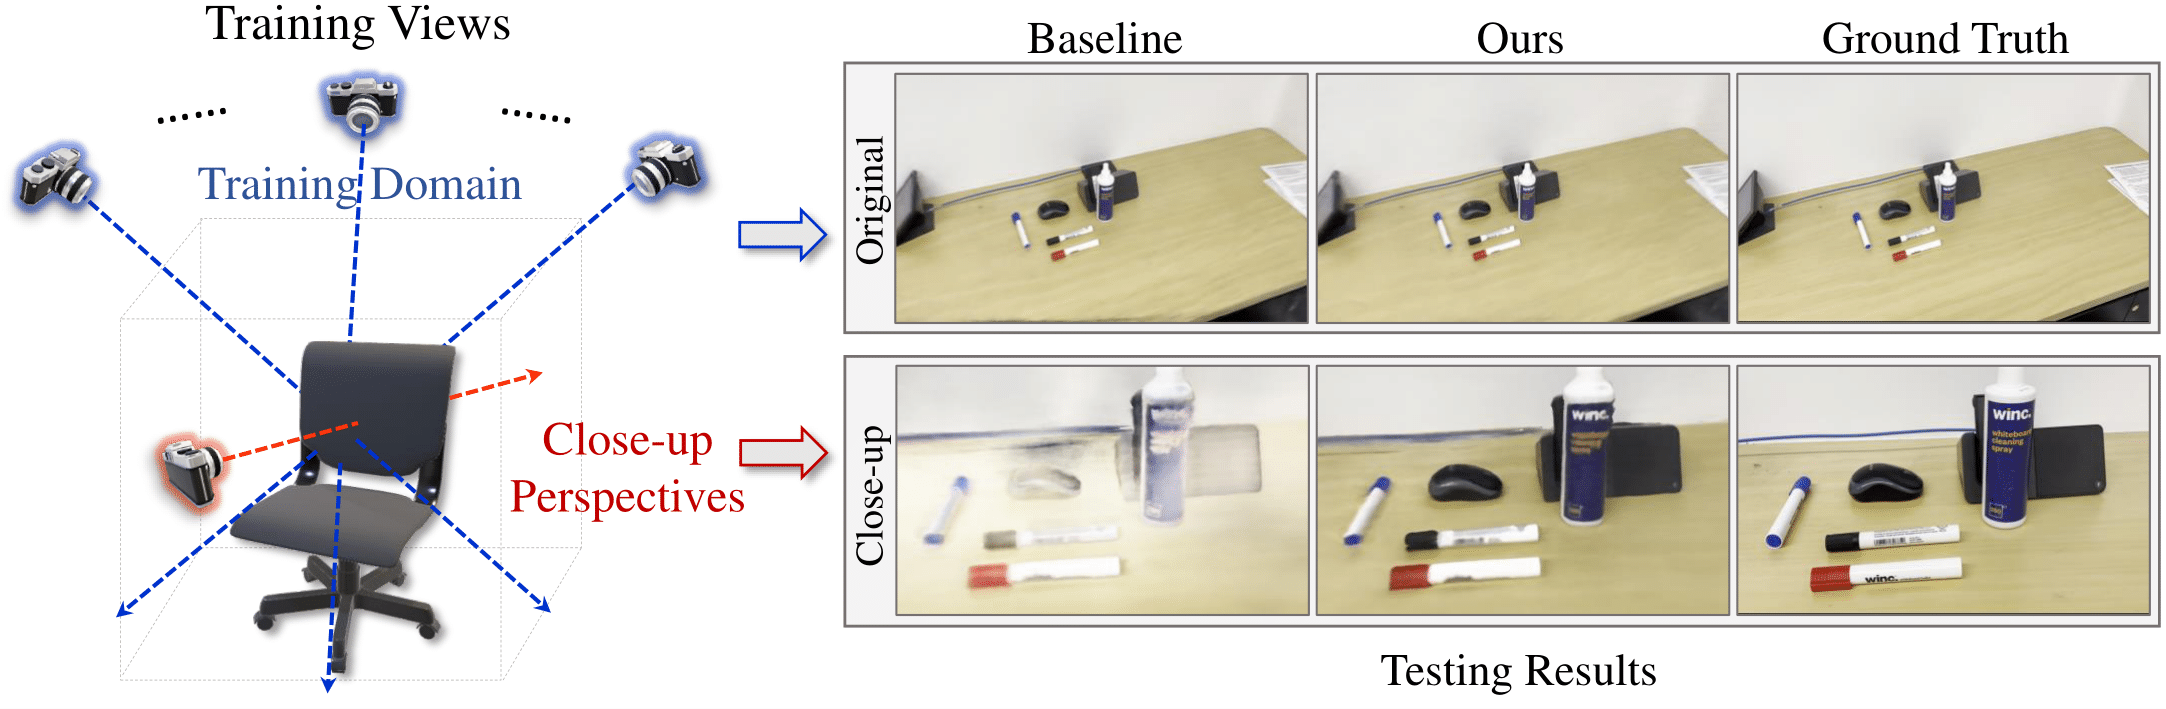 Training Views
Training Domain
Close-up
Perspectives
Baseline
Ours
Ground Truth
Original
Close-up
winc.
winc.
whiteboard
cleaning
spray
winc.
Testing Results